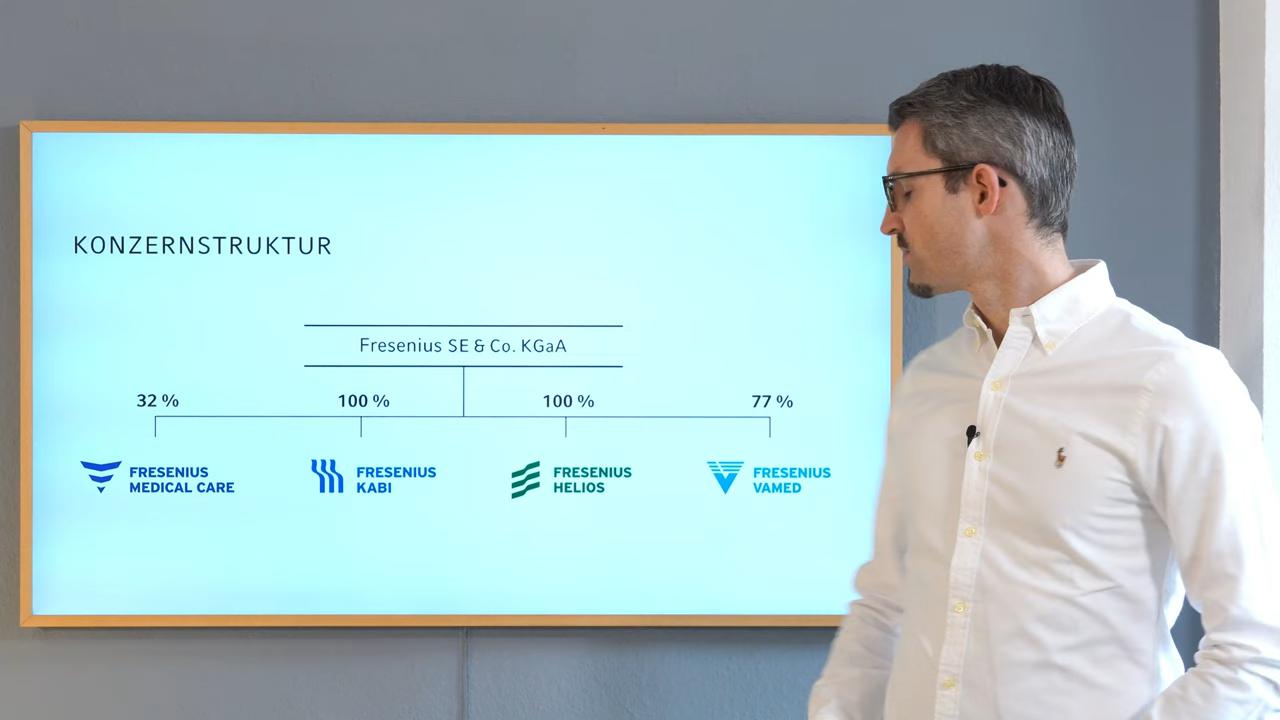 KONZERNSTRUKTUR
Fresenius SE & Co. KGaA
32 %
100 %
100 %
77 %
FRESENIUS
MEDICAL CARE
FRESENIUS
KABI
FRESENIUS
HELIOS
FRESENIUS
VAMED